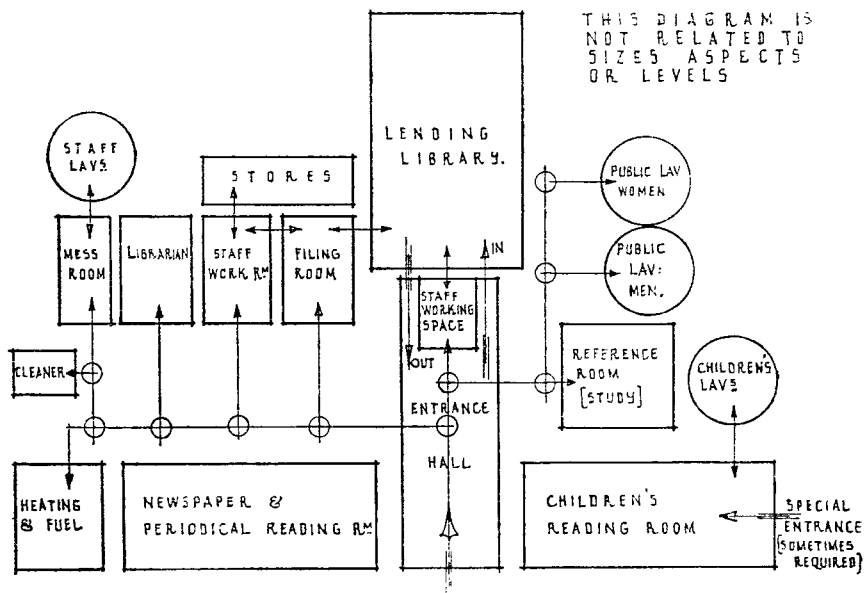 THIS DIAGRAM IS
NOT RELATED TO
SIZES ASPECTS
OR LEVELS
LENDING
LIBRARY.
STAFF
LAVS
STORES
PUBLIC LAV
WOMEN
MESS
ROOM
LIBRARIAN
STAFF
WORK RM
FILING
ROOM
IN
PUBLIC
LAV:
MEN.
STAFF
WORKING
SPACE
OUT
CLEANER
REFERENCE
ROOM
[STUDY]
CHILDREN'S
LAVS
ENTRANCE
HALL
HEATING
& FUEL
NEWSPAPER &
PERIODICAL READING RM
CHILDREN'S
READING ROOM
SPECIAL
ENTRANCE
[SOMETIMES
REQUIRED]